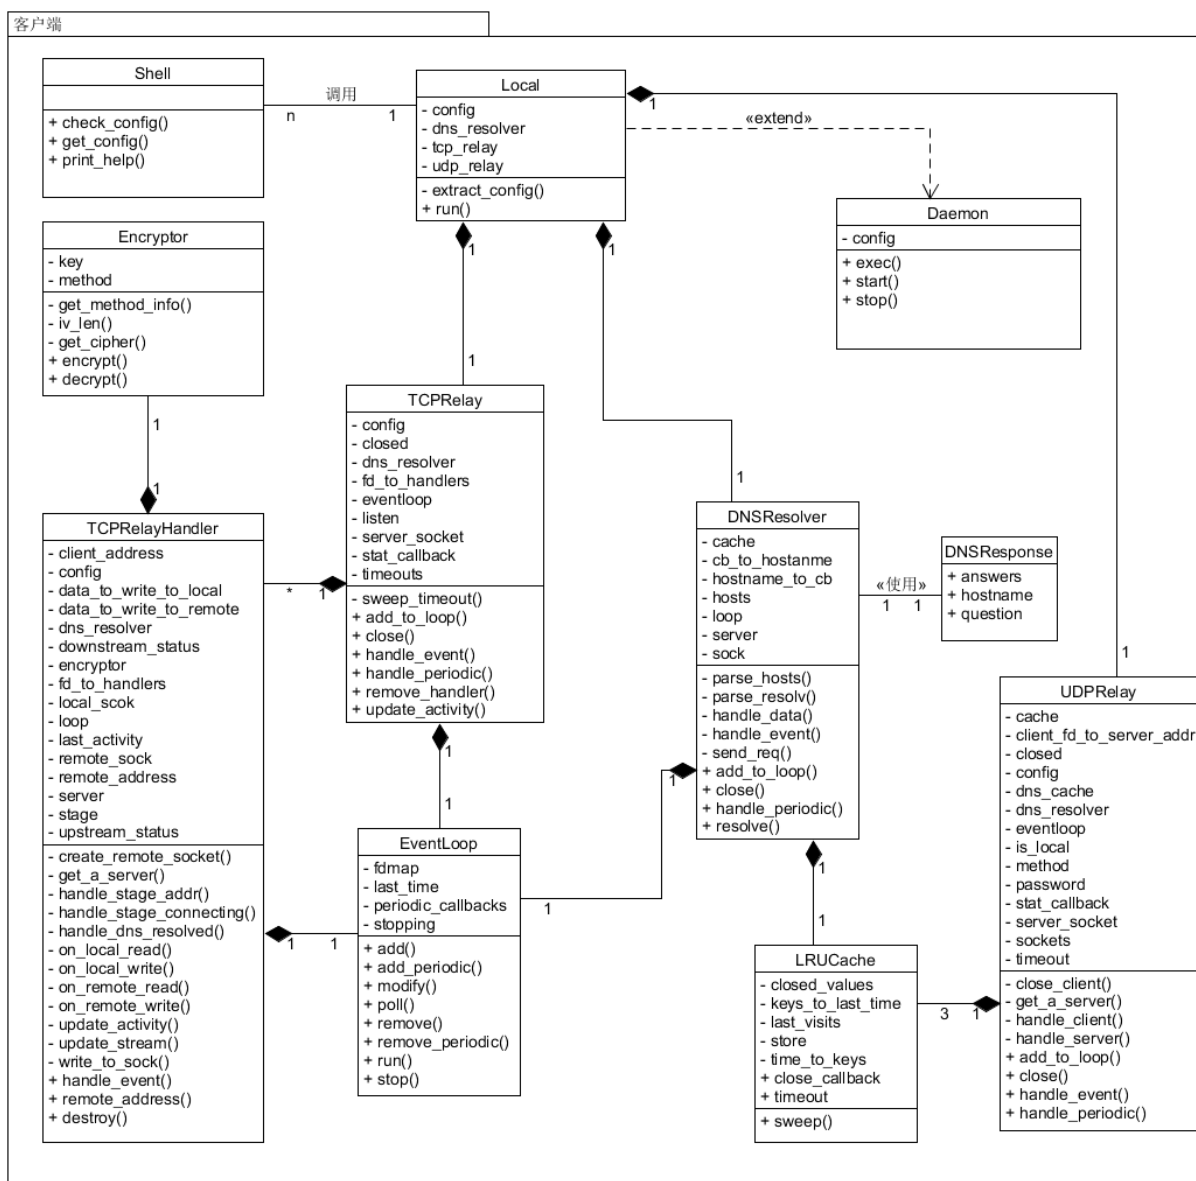 客户端
Shell
+ check_config()
+ get_config()
+ print_help()
调用
n
1
Local
- config
- dns_resolver
- tcp_relay
- udp_relay
- extract_config()
+ run()
1
«extend»
Daemon
- config
+ exec()
+ start()
+ stop()
Encryptor
- key
- method
- get_method_info()
- iv_len()
- get_cipher()
+ encrypt()
+ decrypt()
1
1
1
1
1
1
TCPRelay
- config
- closed
- dns_resolver
- fd_to_handlers
- eventloop
- listen
- server_socket
- stat_callback
- timeouts
- sweep_timeout()
+ add_to_loop()
+ close()
+ handle_event()
+ handle_periodic()
+ remove_handler()
+ update_activity()
*
1
TCPRelayHandler
- client_address
- config
- data_to_write_to_local
- data_to_write_to_remote
- dns_resolver
- downstream_status
- encryptor
- fd_to_handlers
- local_scok
- loop
- last_activity
- remote_sock
- remote_address
- server
- stage
- upstream_status
- create_remote_socket()
- get_a_server()
- handle_stage_addr()
- handle_stage_connecting()
- handle_dns_resolved()
- on_local_read()
- on_local_write()
- on_remote_read()
- on_remote_write()
- update_activity()
- update_stream()
- write_to_sock()
+ handle_event()
+ remote_address()
+ destroy()
1
1
1
1
EventLoop
- fdmap
- last_time
- periodic_callbacks
- stopping
+ add()
+ add_periodic()
+ modify()
+ poll()
+ remove()
+ remove_periodic()
+ run()
+ stop()
1
1
DNSResolver
- cache
- cb_to_hostanme
- hostname_to_cb
- hosts
- loop
- server
- sock
- parse_hosts()
- parse_resolv()
- handle_data()
- handle_event()
- send_req()
+ add_to_loop()
+ close()
+ handle_periodic()
+ resolve()
«使用»
1
1
DNSResponse
+ answers
+ hostname
+ question
1
1
1
LRUCache
- closed_values
- keys_to_last_time
- last_visits
- store
- time_to_keys
+ close_callback
+ timeout
+ sweep()
3
1
UDPRelay
- cache
- client_fd_to_server_addr
- closed
- config
- dns_cache
- dns_resolver
- eventloop
- is_local
- method
- password
- stat_callback
- server_socket
- sockets
- timeout
- close_client()
- get_a_server()
- handle_client()
- handle_server()
+ add_to_loop()
+ close()
+ handle_event()
+ handle_periodic()